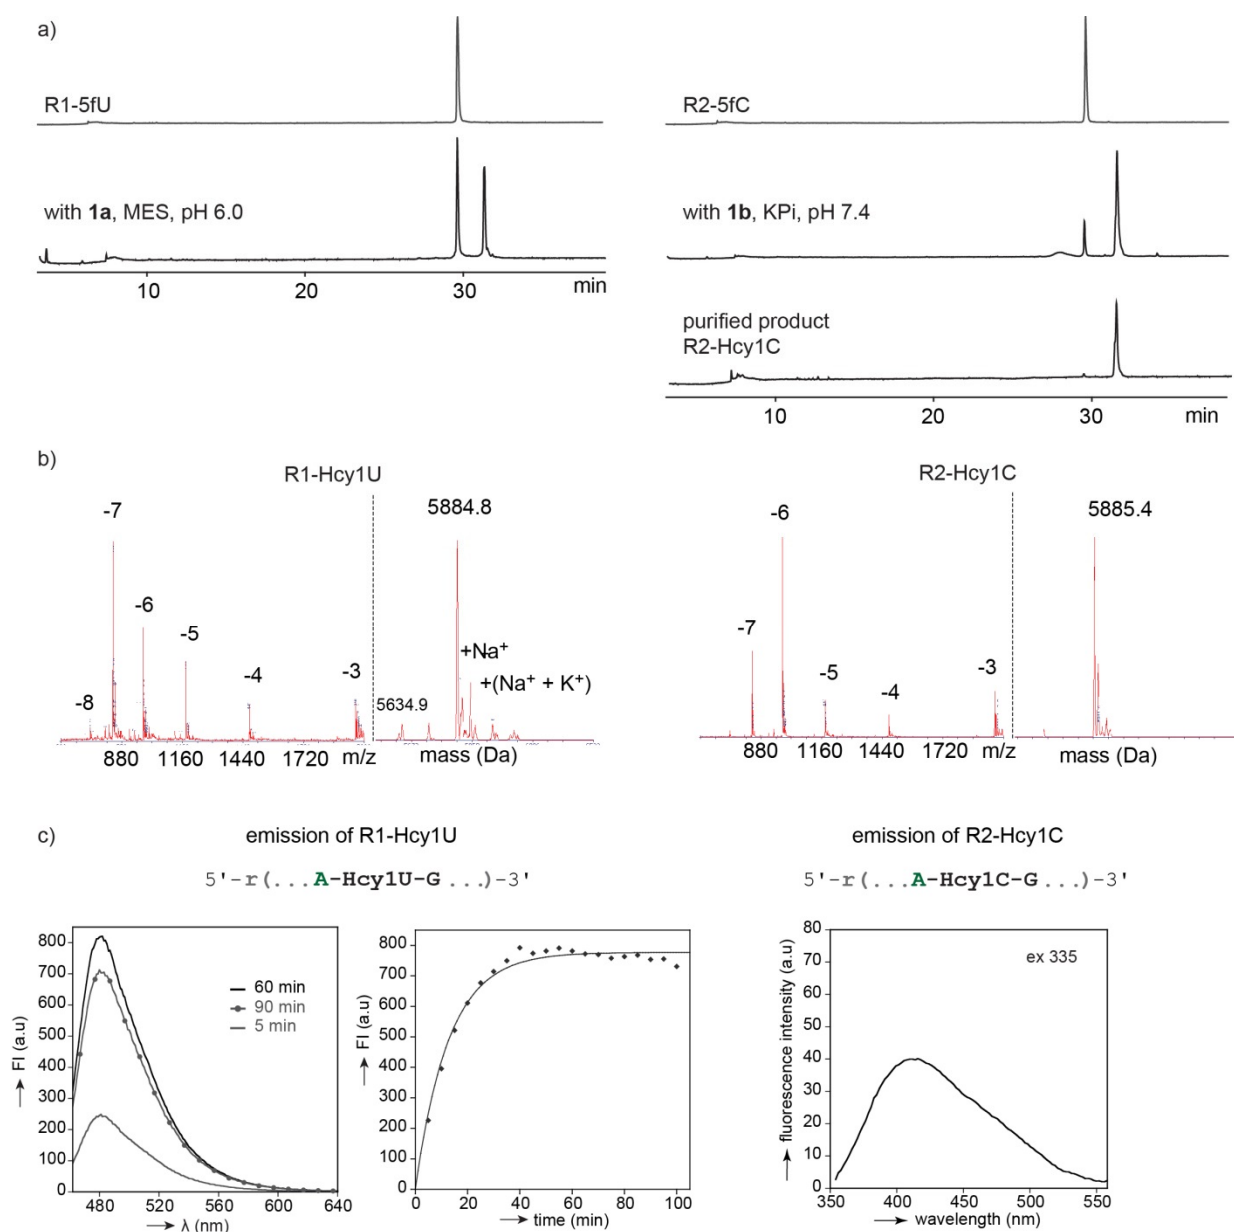 a)
R1-5fU
with 1a, MES, pH 6.0
10 20 30 min
R2-5fC
with 1b, KPi, pH 7.4
purified product
R2-Hcy1C
10 20 30 min
b)
R1-Hcy1U
-8 -7 -6 -5 -4 -3
880 1160 1440 1720 m/z
5634.9
5884.8
+Na⁺
+(Na⁺ + K⁺)
mass (Da)
R2-Hcy1C
-7 -6 -5 -4 -3
880 1160 1440 1720 m/z
5885.4
mass (Da)
c)
emission of R1-Hcy1U
5'-r(...A-Hcy1U-G...)-3'
800
700
600
500
400
300
200
100
0
FI (a.u)
60 min
90 min
5 min
480 520 600 640
λ (nm)
800
700
600
500
400
300
200
100
0
FI (a.u)
0 20 40 60 80 100
time (min)
emission of R2-Hcy1C
5'-r(...A-Hcy1C-G...)-3'
80
70
60
50
40
30
20
10
0
fluorescence intensity (a.u)
ex 335
350 400 450 500 550
wavelength (nm)